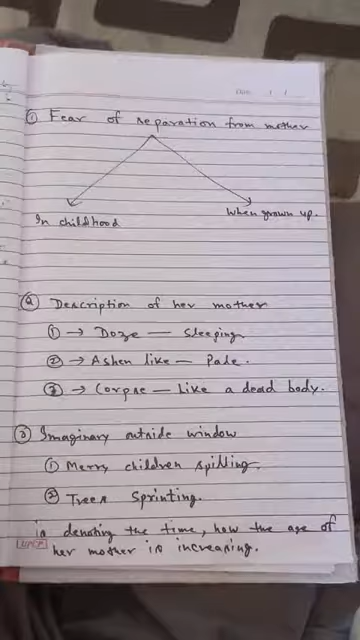 ① Fear of separation from mother
In childhood
When grown up.
② Description of her mother
① → Doze — sleeping.
② → Ashen like — Pale.
③ → Corpse — Like a dead body.
③ Imaginary outside window
① Merry children spilling.
② Trees Sprinting.
is denoting the time, how the age of
her mother is increasing.